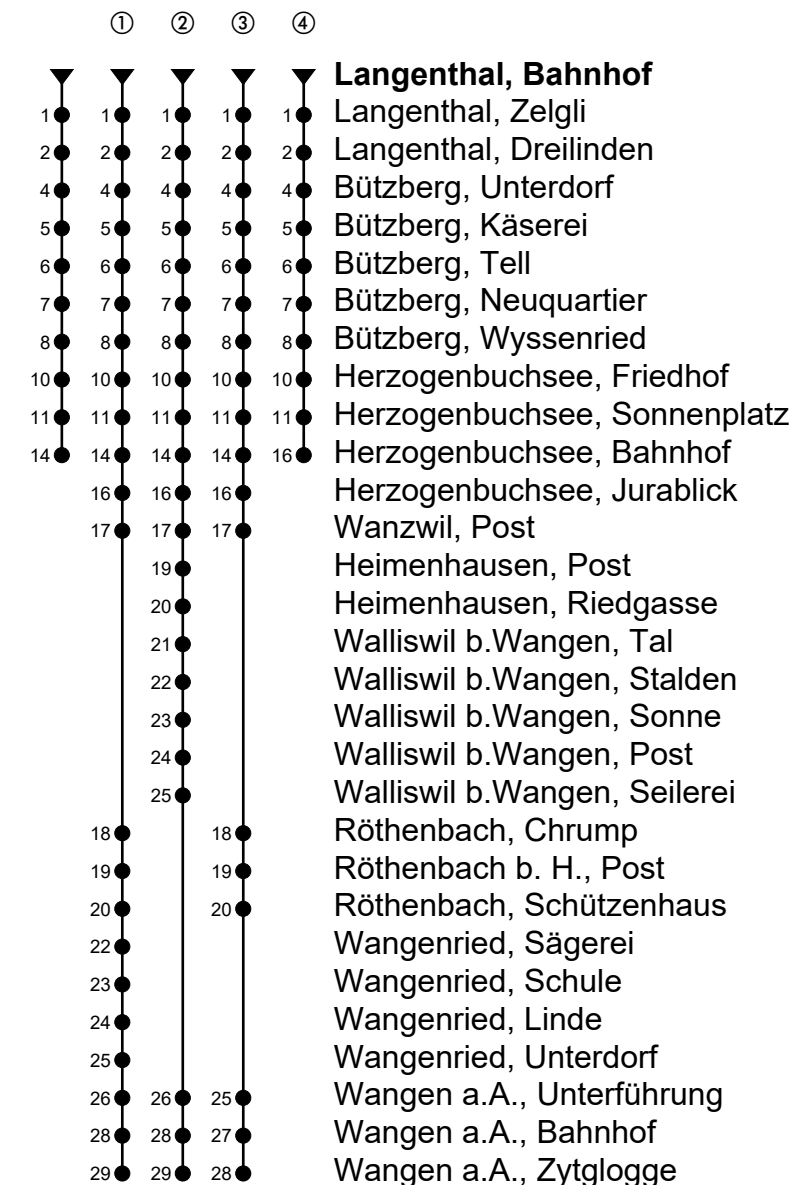 ① ② ③ ④
Langenthal, Bahnhof
1 1 1 1 1 Langenthal, Zelgli
2 2 2 2 2 Langenthal, Dreilinden
4 4 4 4 4 Bützberg, Unterdorf
5 5 5 5 5 Bützberg, Käserei
6 6 6 6 6 Bützberg, Tell
7 7 7 7 7 Bützberg, Neuquartier
8 8 8 8 8 Bützberg, Wyssenried
10 10 10 10 10 Herzogenbuchsee, Friedhof
11 11 11 11 11 Herzogenbuchsee, Sonnenplatz
14 14 14 14 16 Herzogenbuchsee, Bahnhof
16 16 16 Herzogenbuchsee, Jurablick
17 17 17 Wanzwil, Post
19 Heimenhausen, Post
20 Heimenhausen, Riedgasse
21 Walliswil b.Wangen, Tal
22 Walliswil b.Wangen, Stalden
23 Walliswil b.Wangen, Sonne
24 Walliswil b.Wangen, Post
25 Walliswil b.Wangen, Seilerei
18 18 Röthenbach, Chrump
19 19 Röthenbach b. H., Post
20 20 Röthenbach, Schützenhaus
22 Wangenried, Sägerei
23 Wangenried, Schule
24 Wangenried, Linde
25 Wangenried, Unterdorf
26 26 25 Wangen a.A., Unterführung
28 28 27 Wangen a.A., Bahnhof
29 29 28 Wangen a.A., Zytglogge